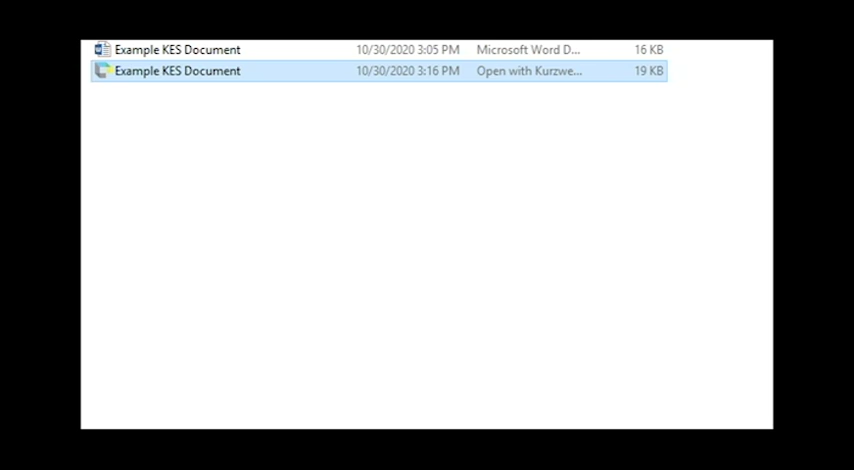 Example KES Document 10/30/2020 3:05 PM Microsoft Word D... 16 KB
Example KES Document 10/30/2020 3:16 PM Open with Kurzwe... 19 KB